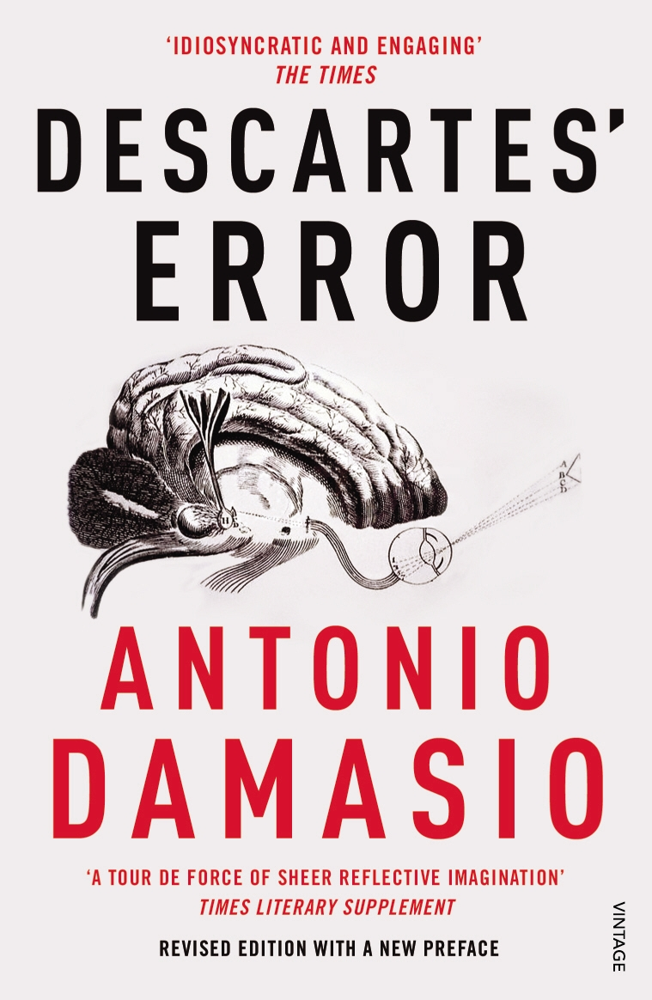 ‘IDIOSYNCRATIC AND ENGAGING’
THE TIMES
DESCARTES’
ERROR
A
B
C
D
H
ANTONIO
DAMASIO
‘A TOUR DE FORCE OF SHEER REFLECTIVE IMAGINATION’
TIMES LITERARY SUPPLEMENT
REVISED EDITION WITH A NEW PREFACE
VINTAGE